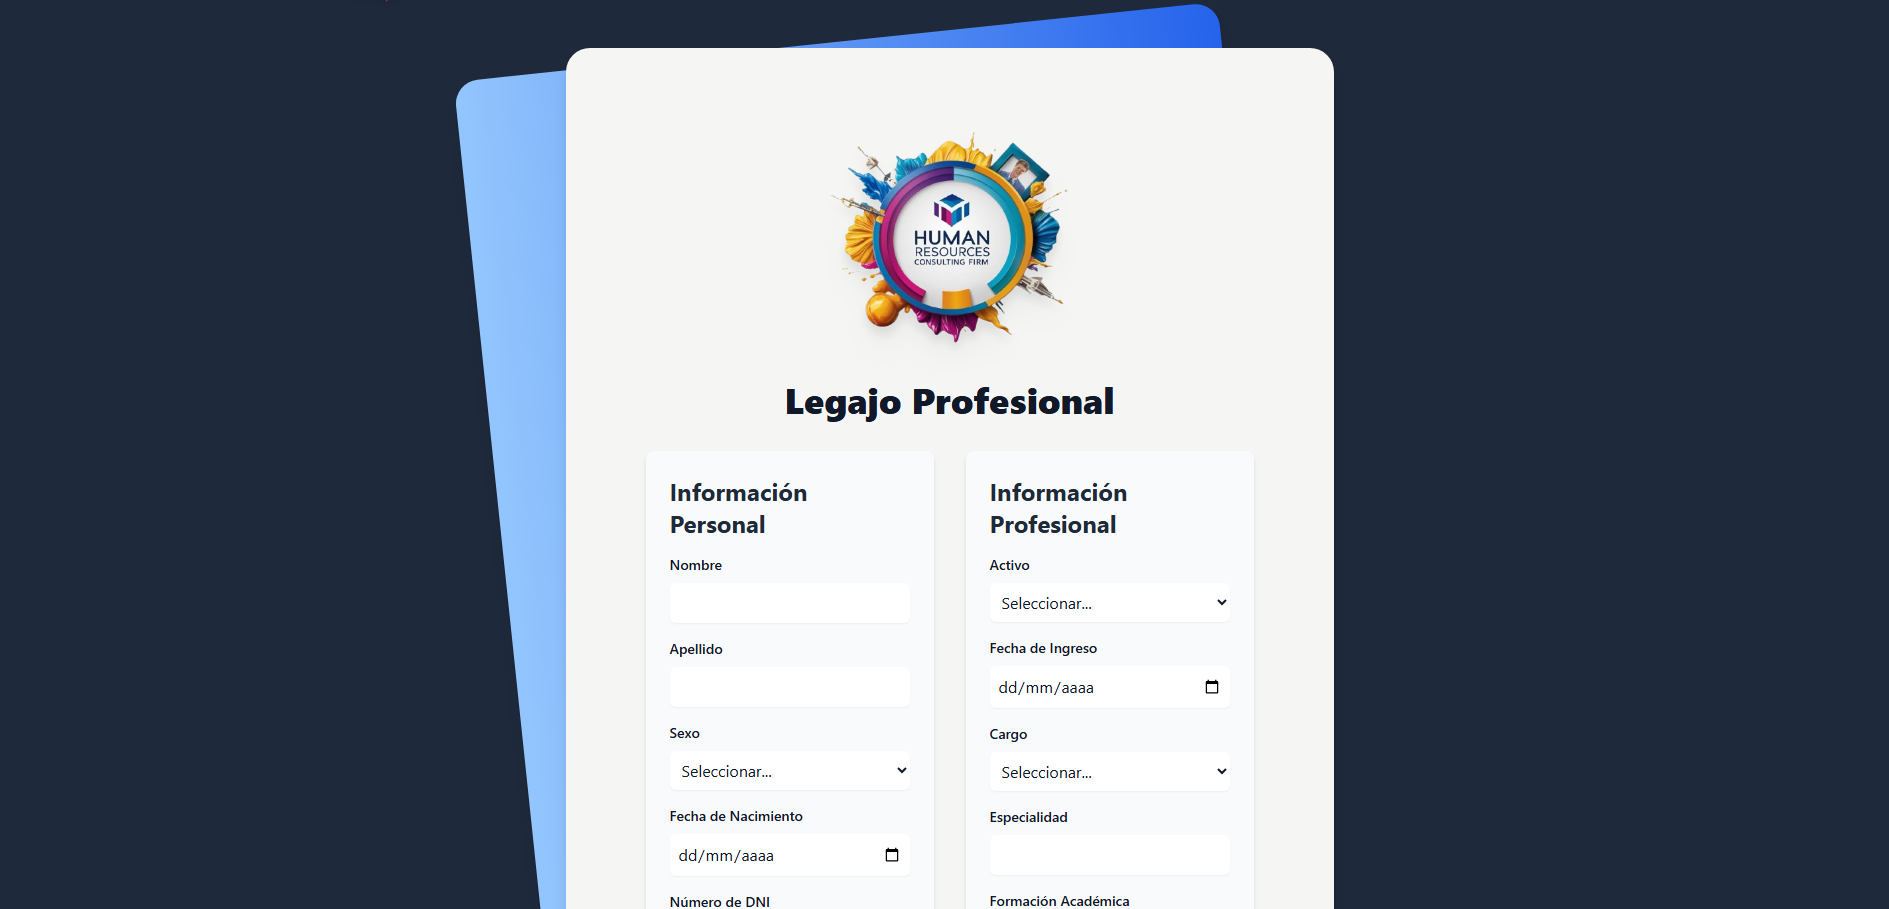 HUMAN
RESOURCES
CONSULTING FIRM
Legajo Profesional
Información
Personal
Nombre
Apellido
Sexo
Seleccionar...
Fecha de Nacimiento
dd/mm/aaaa
Número de DNI
Información
Profesional
Activo
Seleccionar...
Fecha de Ingreso
dd/mm/aaaa
Cargo
Seleccionar...
Especialidad
Formación Académica